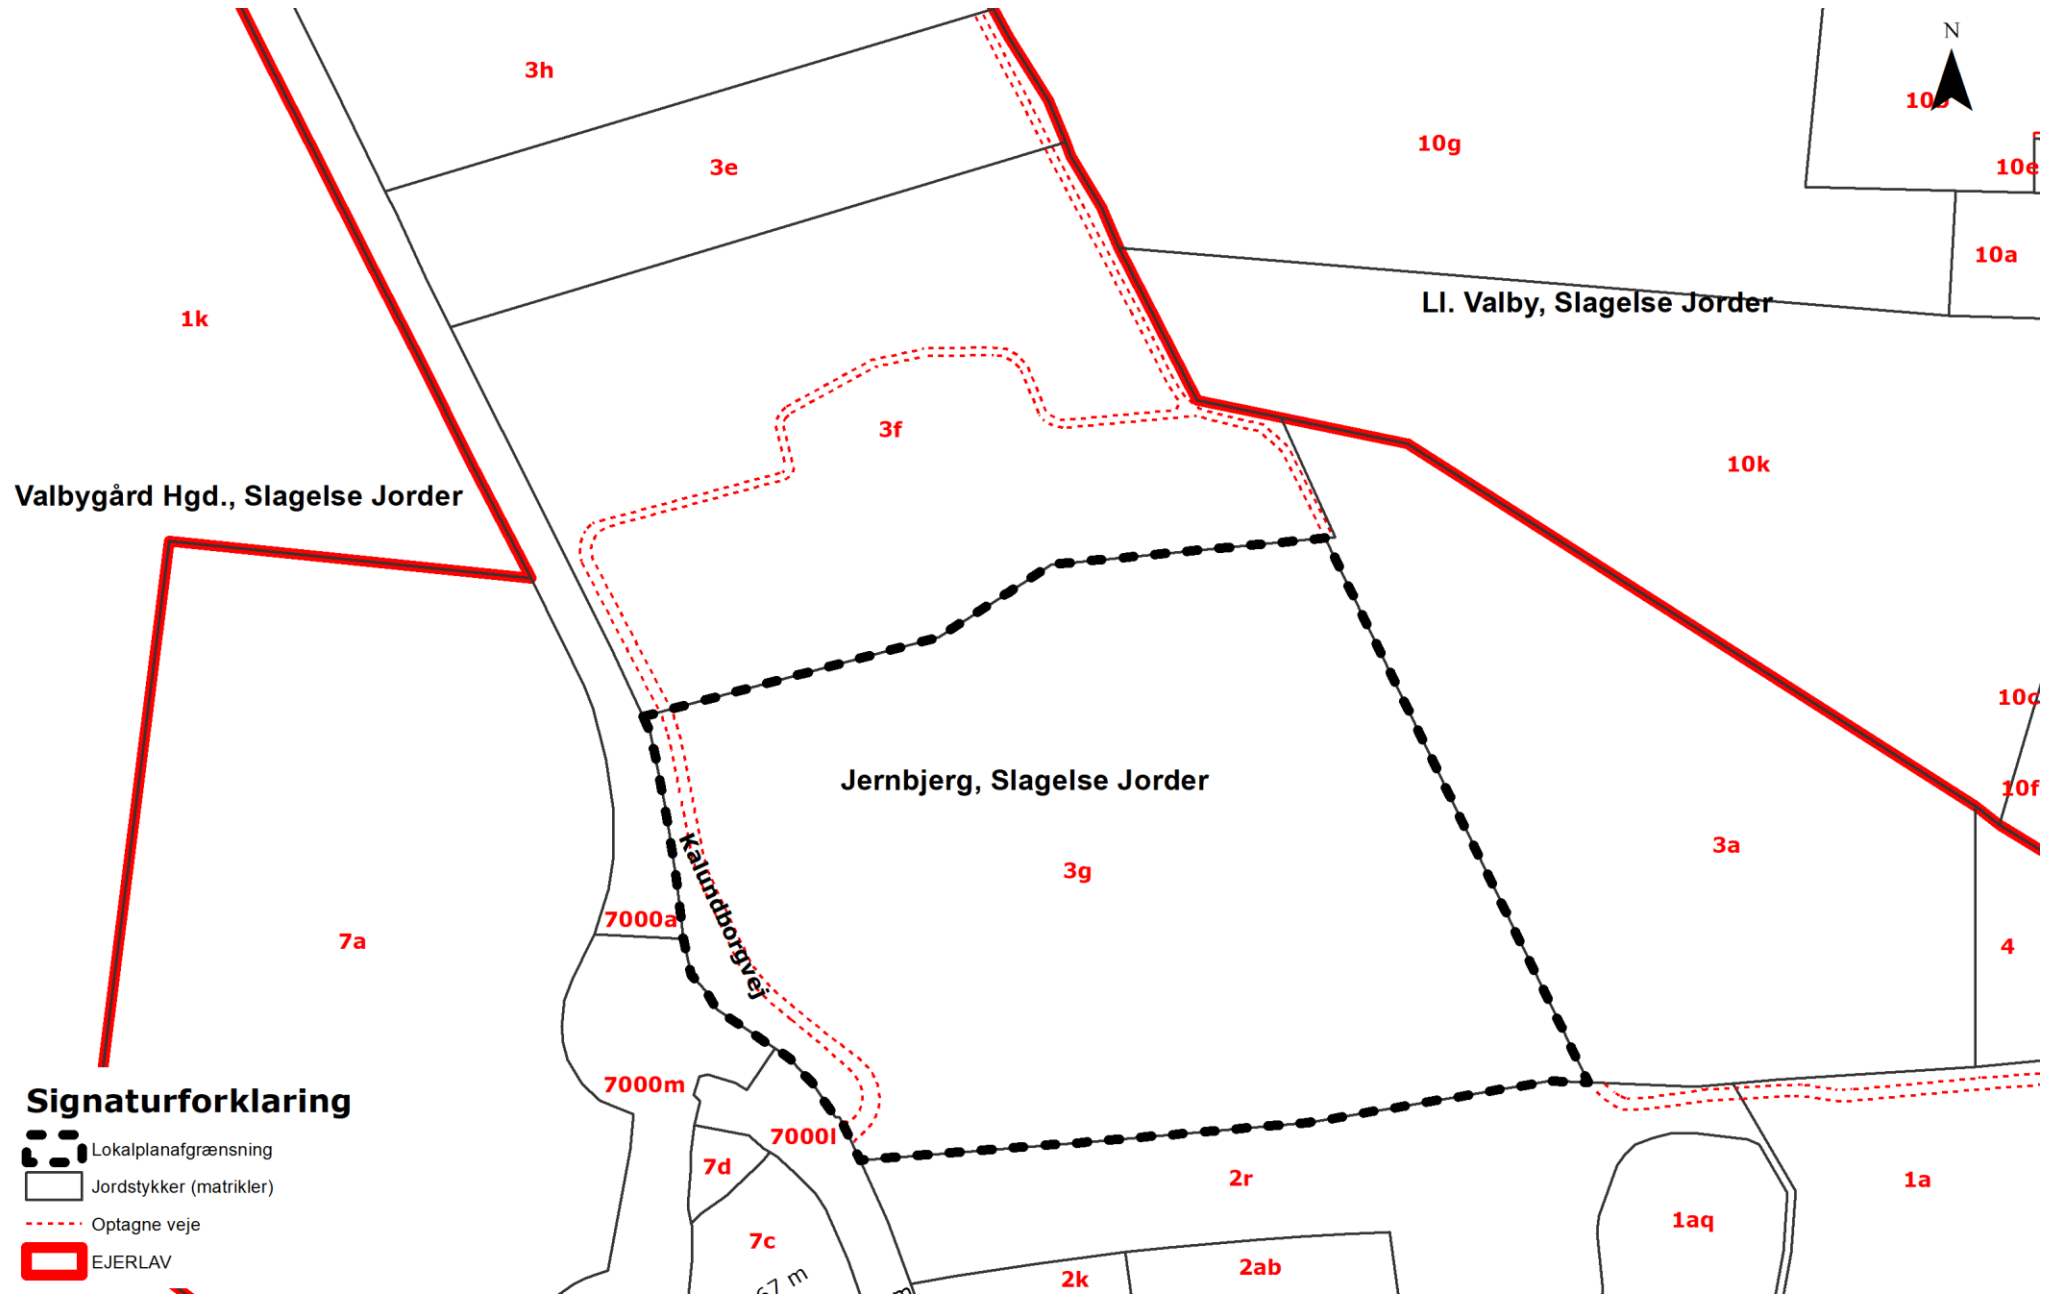 N
3h
10g
3e
10e
10a
Ll. Valby, Slagelse Jorder
1k
3f
10k
Valbygård Hgd., Slagelse Jorder
10c
Jernbjerg, Slagelse Jorder
10f
3a
3g
Kalundborgvej
7000a
7a
4
7000m
Signaturforklaring
Lokalplanafgrænsning
Jordstykker (matrikler)
Optagne veje
EJERLAV
7000l
7d
2r
1a
1aq
7c
2ab
2k
67 m
m